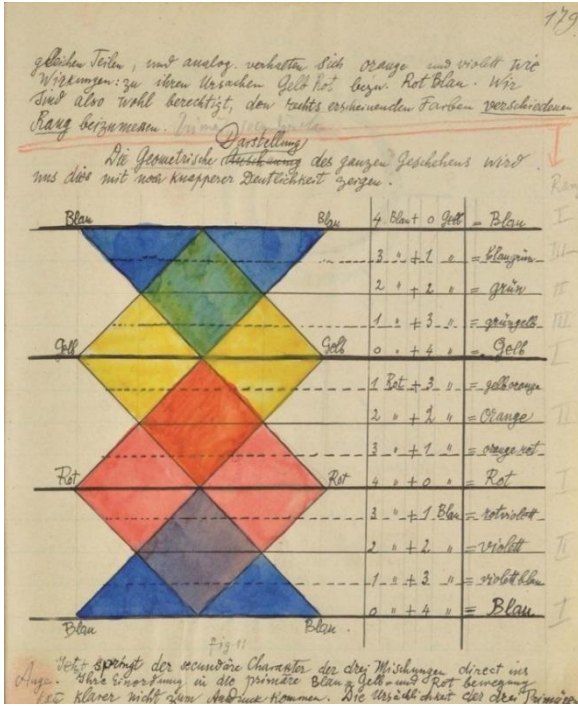 179
gleichen Teilen, und analog verhalten sich orange und violett wie
Wirkungen: zu ihren Ursachen Gelb Rot bezw. Rot Blau. Wir
sind also wohl berechtigt, den rechts erscheinenden Farben verschiedenen
Rang beizumessen.
Darstellung
Die Geometrische des ganzen Geschehens wird
uns dies mit noch knapperer Deutlichkeit zeigen.
Blau Blau 4 Blau + 0 Gelb = Blau I
3 " + 1 " = blaugrün III
2 " + 2 " = grün II
1 " + 3 " = grüngelb III
Gelb Gelb 0 " + 4 " = Gelb I
1 Rot + 3 " = gelborange
2 " + 2 " = Orange II
3 " + 1 " = orange rot
Rot Rot 4 " + 0 " = Rot I
3 " + 1 Blau = rotviolett
2 " + 2 " = violett II
1 " + 3 " = violettblau
0 " + 4 " = Blau I
Blau Blau.
fig. 11
Jetzt springt der secundäre Charakter der drei Mischungen direct ins
Auge. Ihre Einordnung in die primäre Blau = Gelb = und Rot bewegung
klarer nicht zum Ausdruck kommen. Die Ursächlichkeit der drei Primären